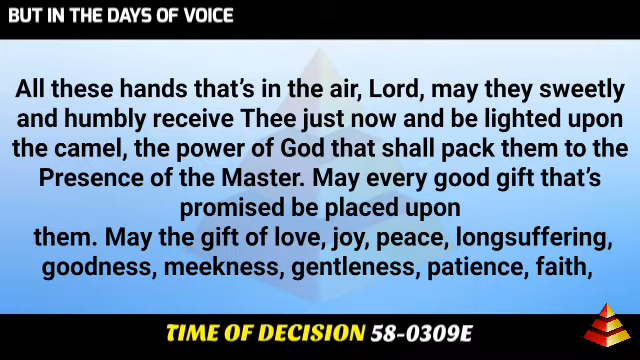 BUT IN THE DAYS OF VOICE
All these hands that's in the air, Lord, may they sweetly
and humbly receive Thee just now and be lighted upon
the camel, the power of God that shall pack them to the
Presence of the Master. May every good gift that's
promised be placed upon
them. May the gift of love, joy, peace, longsuffering,
goodness, meekness, gentleness, patience, faith,
TIME OF DECISION 58-0309E